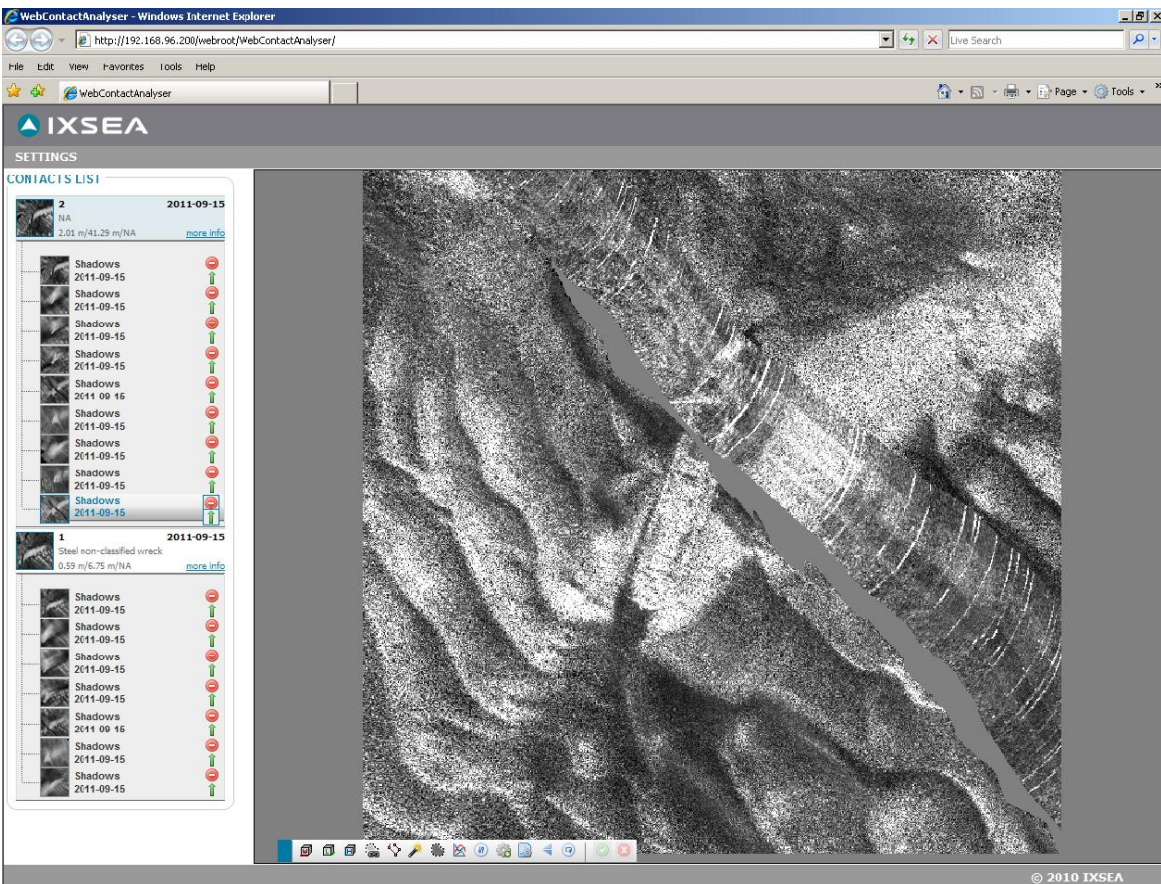 WebContactAnalyser - Windows Internet Explorer
http://192.168.96.200/webroot/WebContactAnalyser/
Live Search
File Edit View Favorites Tools Help
WebContactAnalyser
Page Tools
IXSEA
SETTINGS
CONTACTS LIST
2 2011-09-15
NA
2.01 m/41.29 m/NA more info
Shadows
2011-09-15
Shadows
2011-09-15
Shadows
2011-09-15
Shadows
2011-09-15
Shadows
2011-09-15
Shadows
2011-09-15
Shadows
2011-09-15
Shadows
2011-09-15
Shadows
2011-09-15
1 2011-09-15
Steel non-classified wreck
0.59 m/6.75 m/NA more info
Shadows
2011-09-15
Shadows
2011-09-15
Shadows
2011-09-15
Shadows
2011-09-15
Shadows
2011-09-15
Shadows
2011-09-15
Shadows
2011-09-15
© 2010 IXSEA